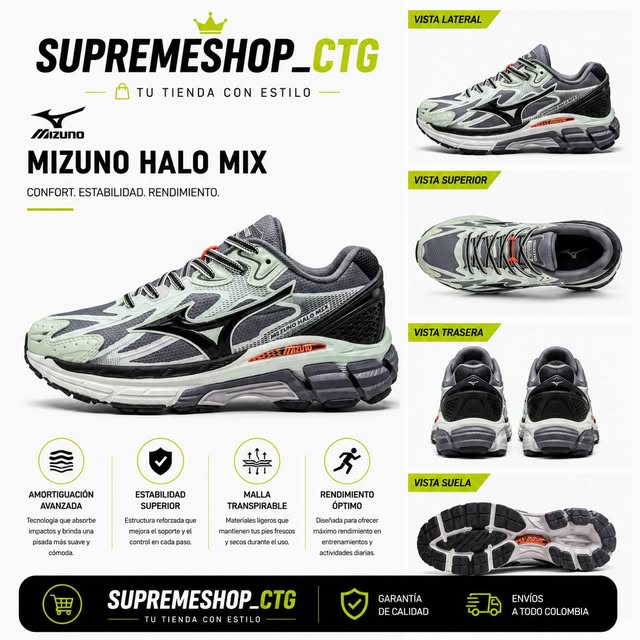 SUPREMESHOP_CTG
TU TIENDA CON ESTILO
MIZUNO
MIZUNO HALO MIX
CONFORT. ESTABILIDAD. RENDIMIENTO.
MIZUNO HALO MIX
MIZUNO
AMORTIGUACIÓN
AVANZADA
Tecnología que absorbe
impactos y brinda una
pisada más suave y
cómoda.
ESTABILIDAD
SUPERIOR
Estructura reforzada que
mejora el soporte y el
control en cada paso.
MALLA
TRANSPIRABLE
Materiales ligeros que
mantienen tus pies frescos
y secos durante el uso.
RENDIMIENTO
ÓPTIMO
Diseñada para ofrecer
máximo rendimiento en
entrenamientos y
actividades diarias.
VISTA LATERAL
VISTA SUPERIOR
VISTA TRASERA
VISTA SUELA
SUPREMESHOP_CTG
TU TIENDA CON ESTILO
GARANTÍA
DE CALIDAD
ENVÍOS
A TODO COLOMBIA